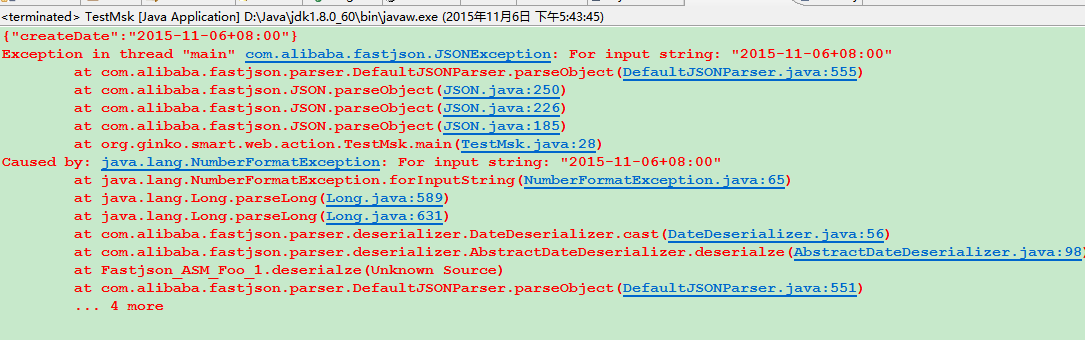 <terminated> TestMsk [Java Application] D:\Java\jdk1.8.0_60\bin\javaw.exe (2015年11月6日 下午5:43:45)
{"createDate":"2015-11-06+08:00"}
Exception in thread "main" com.alibaba.fastjson.JSONException: For input string: "2015-11-06+08:00"
at com.alibaba.fastjson.parser.DefaultJSONParser.parseObject(DefaultJSONParser.java:555)
at com.alibaba.fastjson.JSON.parseObject(JSON.java:250)
at com.alibaba.fastjson.JSON.parseObject(JSON.java:226)
at com.alibaba.fastjson.JSON.parseObject(JSON.java:185)
at org.ginko.smart.web.action.TestMsk.main(TestMsk.java:28)
Caused by: java.lang.NumberFormatException: For input string: "2015-11-06+08:00"
at java.lang.NumberFormatException.forInputString(NumberFormatException.java:65)
at java.lang.Long.parseLong(Long.java:589)
at java.lang.Long.parseLong(Long.java:631)
at com.alibaba.fastjson.parser.deserializer.DateDeserializer.cast(DateDeserializer.java:56)
at com.alibaba.fastjson.parser.deserializer.AbstractDateDeserializer.deserialze(AbstractDateDeserializer.java:98)
at Fastjson_ASM_Foo_1.deserialze(Unknown Source)
at com.alibaba.fastjson.parser.DefaultJSONParser.parseObject(DefaultJSONParser.java:551)
... 4 more